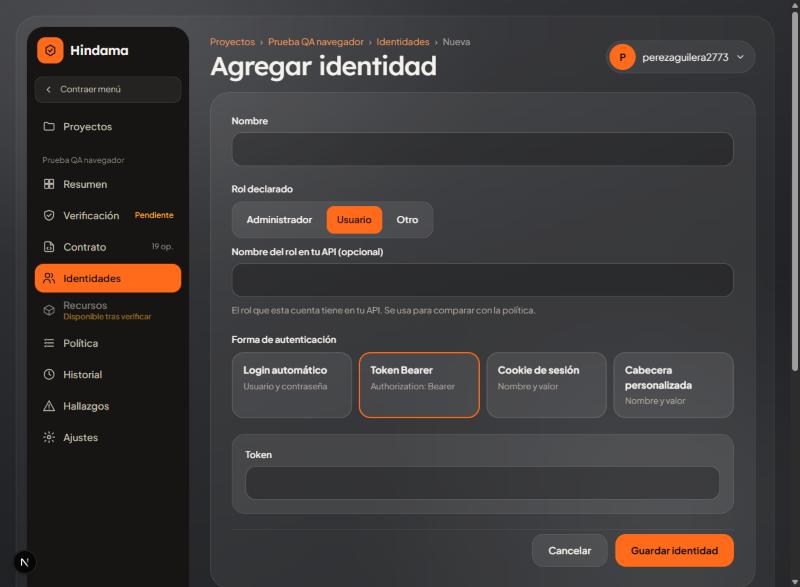 Hindama
Contraer menú
Proyectos
Prueba QA navegador
Resumen
Verificación Pendiente
Contrato 19 op.
Identidades
Recursos
Disponible tras verificar
Política
Historial
Hallazgos
Ajustes
N
Proyectos › Prueba QA navegador › Identidades › Nueva
Agregar identidad
P perezaguilera2773
Nombre
Rol declarado
Administrador Usuario Otro
Nombre del rol en tu API (opcional)
El rol que esta cuenta tiene en tu API. Se usa para comparar con la política.
Forma de autenticación
Login automático
Usuario y contraseña
Token Bearer
Authorization: Bearer
Cookie de sesión
Nombre y valor
Cabecera
personalizada
Nombre y valor
Token
Cancelar Guardar identidad